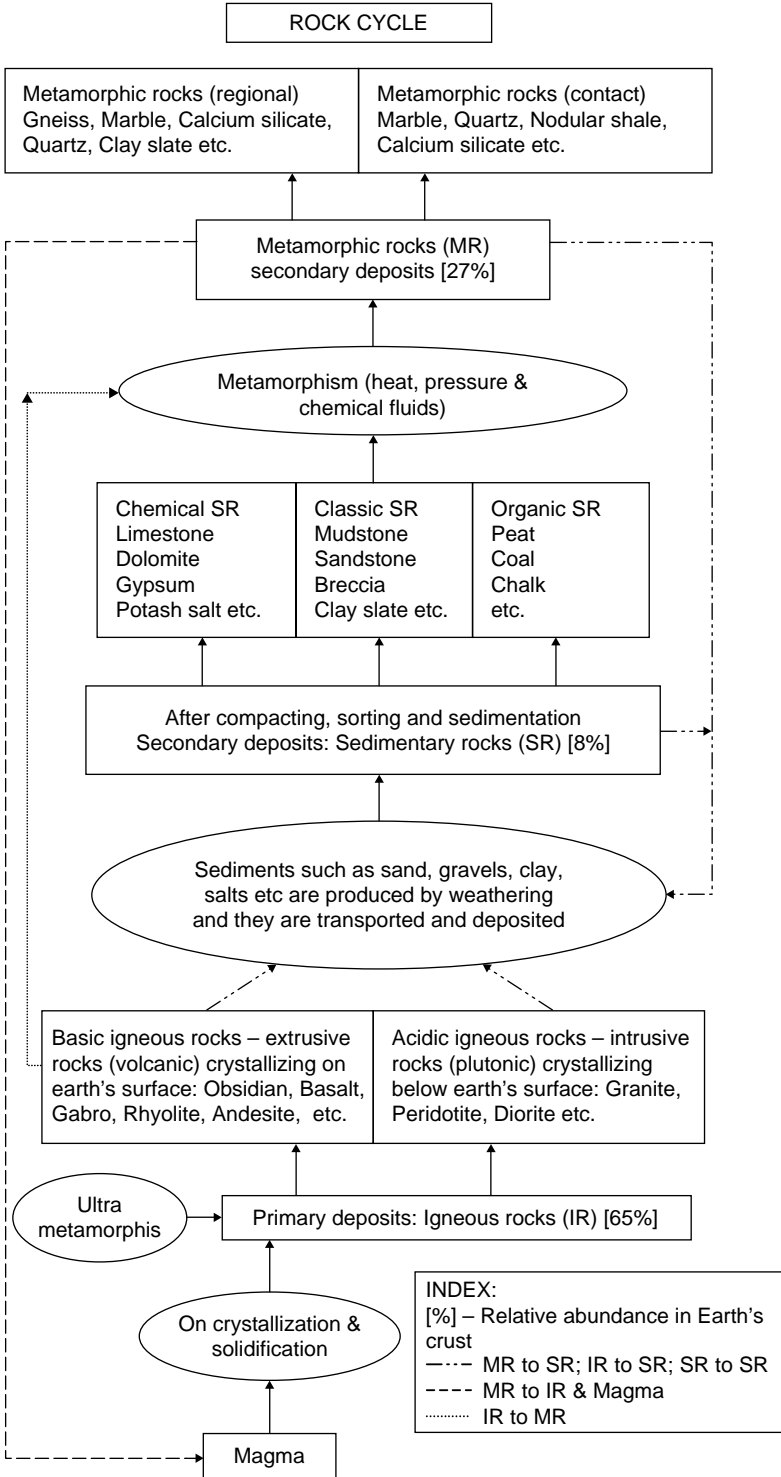 ROCK CYCLE
Metamorphic rocks (regional)
Gneiss, Marble, Calcium silicate,
Quartz, Clay slate etc.
Metamorphic rocks (contact)
Marble, Quartz, Nodular shale,
Calcium silicate etc.
Metamorphic rocks (MR)
secondary deposits [27%]
Metamorphism (heat, pressure &
chemical fluids)
Chemical SR
Limestone
Dolomite
Gypsum
Potash salt etc.
Classic SR
Mudstone
Sandstone
Breccia
Clay slate etc.
Organic SR
Peat
Coal
Chalk
etc.
After compacting, sorting and sedimentation
Secondary deposits: Sedimentary rocks (SR) [8%]
Sediments such as sand, gravels, clay,
salts etc are produced by weathering
and they are transported and deposited
Basic igneous rocks – extrusive
rocks (volcanic) crystallizing on
earth's surface: Obsidian, Basalt,
Gabro, Rhyolite, Andesite, etc.
Acidic igneous rocks – intrusive
rocks (plutonic) crystallizing
below earth's surface: Granite,
Peridotite, Diorite etc.
Ultra
metamorphis
Primary deposits: Igneous rocks (IR) [65%]
On crystallization &
solidification
Magma
INDEX:
[%] – Relative abundance in Earth's
crust
MR to SR; IR to SR; SR to SR
MR to IR & Magma
IR to MR